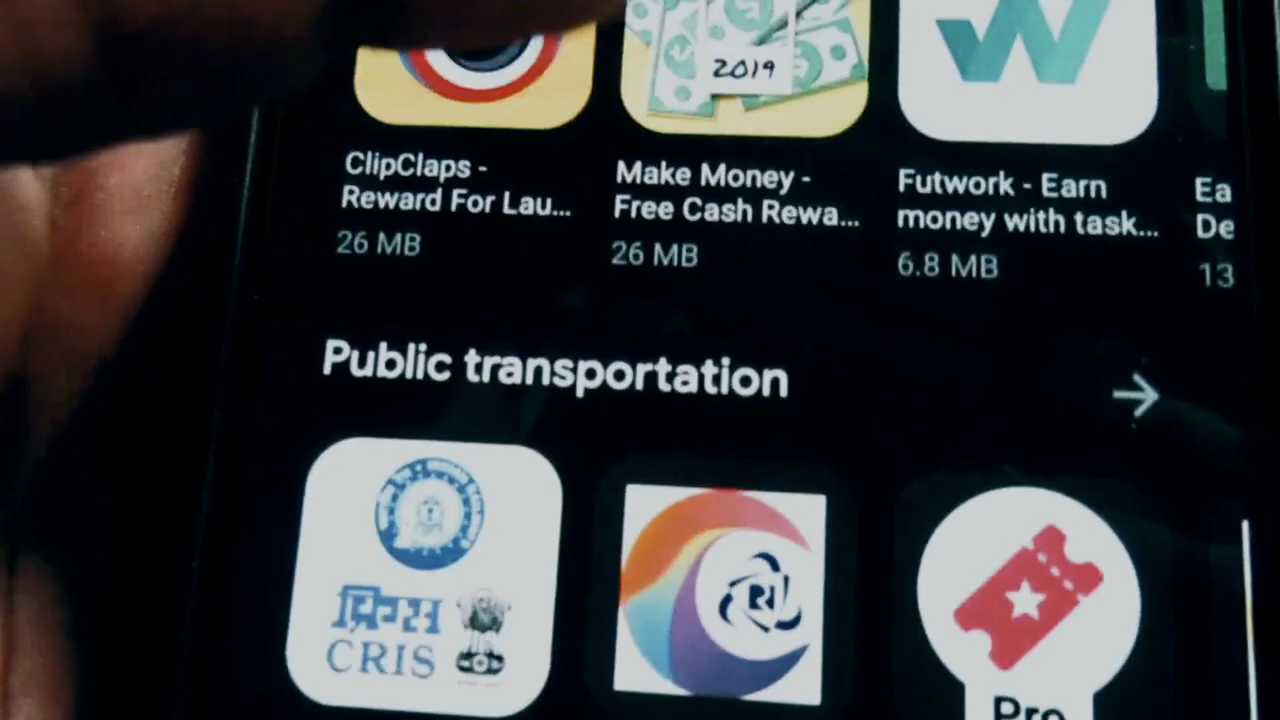 2019
ClipClaps -
Reward For Lau...
26 MB
Make Money -
Free Cash Rewa...
26 MB
Futwork - Earn
money with task...
6.8 MB
Ea
De
13
Public transportation
क्रिस
CRIS
Pro